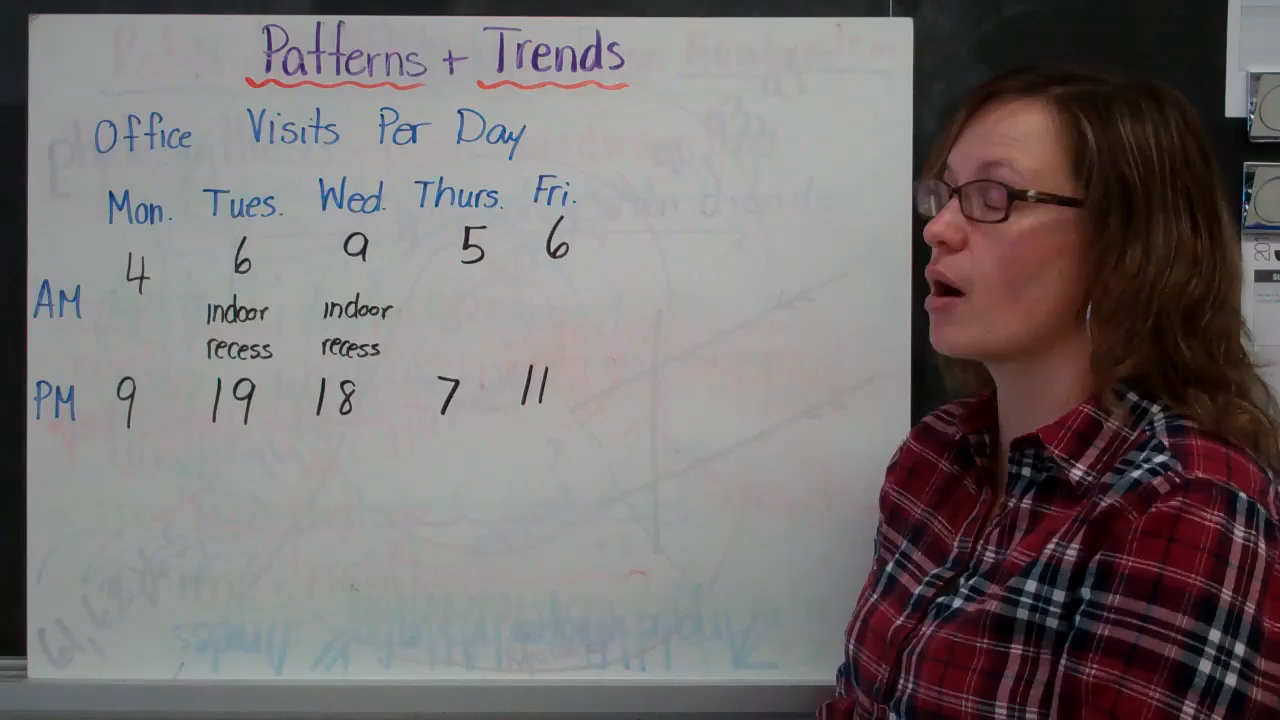 Patterns + Trends
Office Visits Per Day
Mon. Tues. Wed. Thurs. Fri.
4 6 9 5 6
AM
indoor indoor
recess recess
PM 9 19 18 7 11